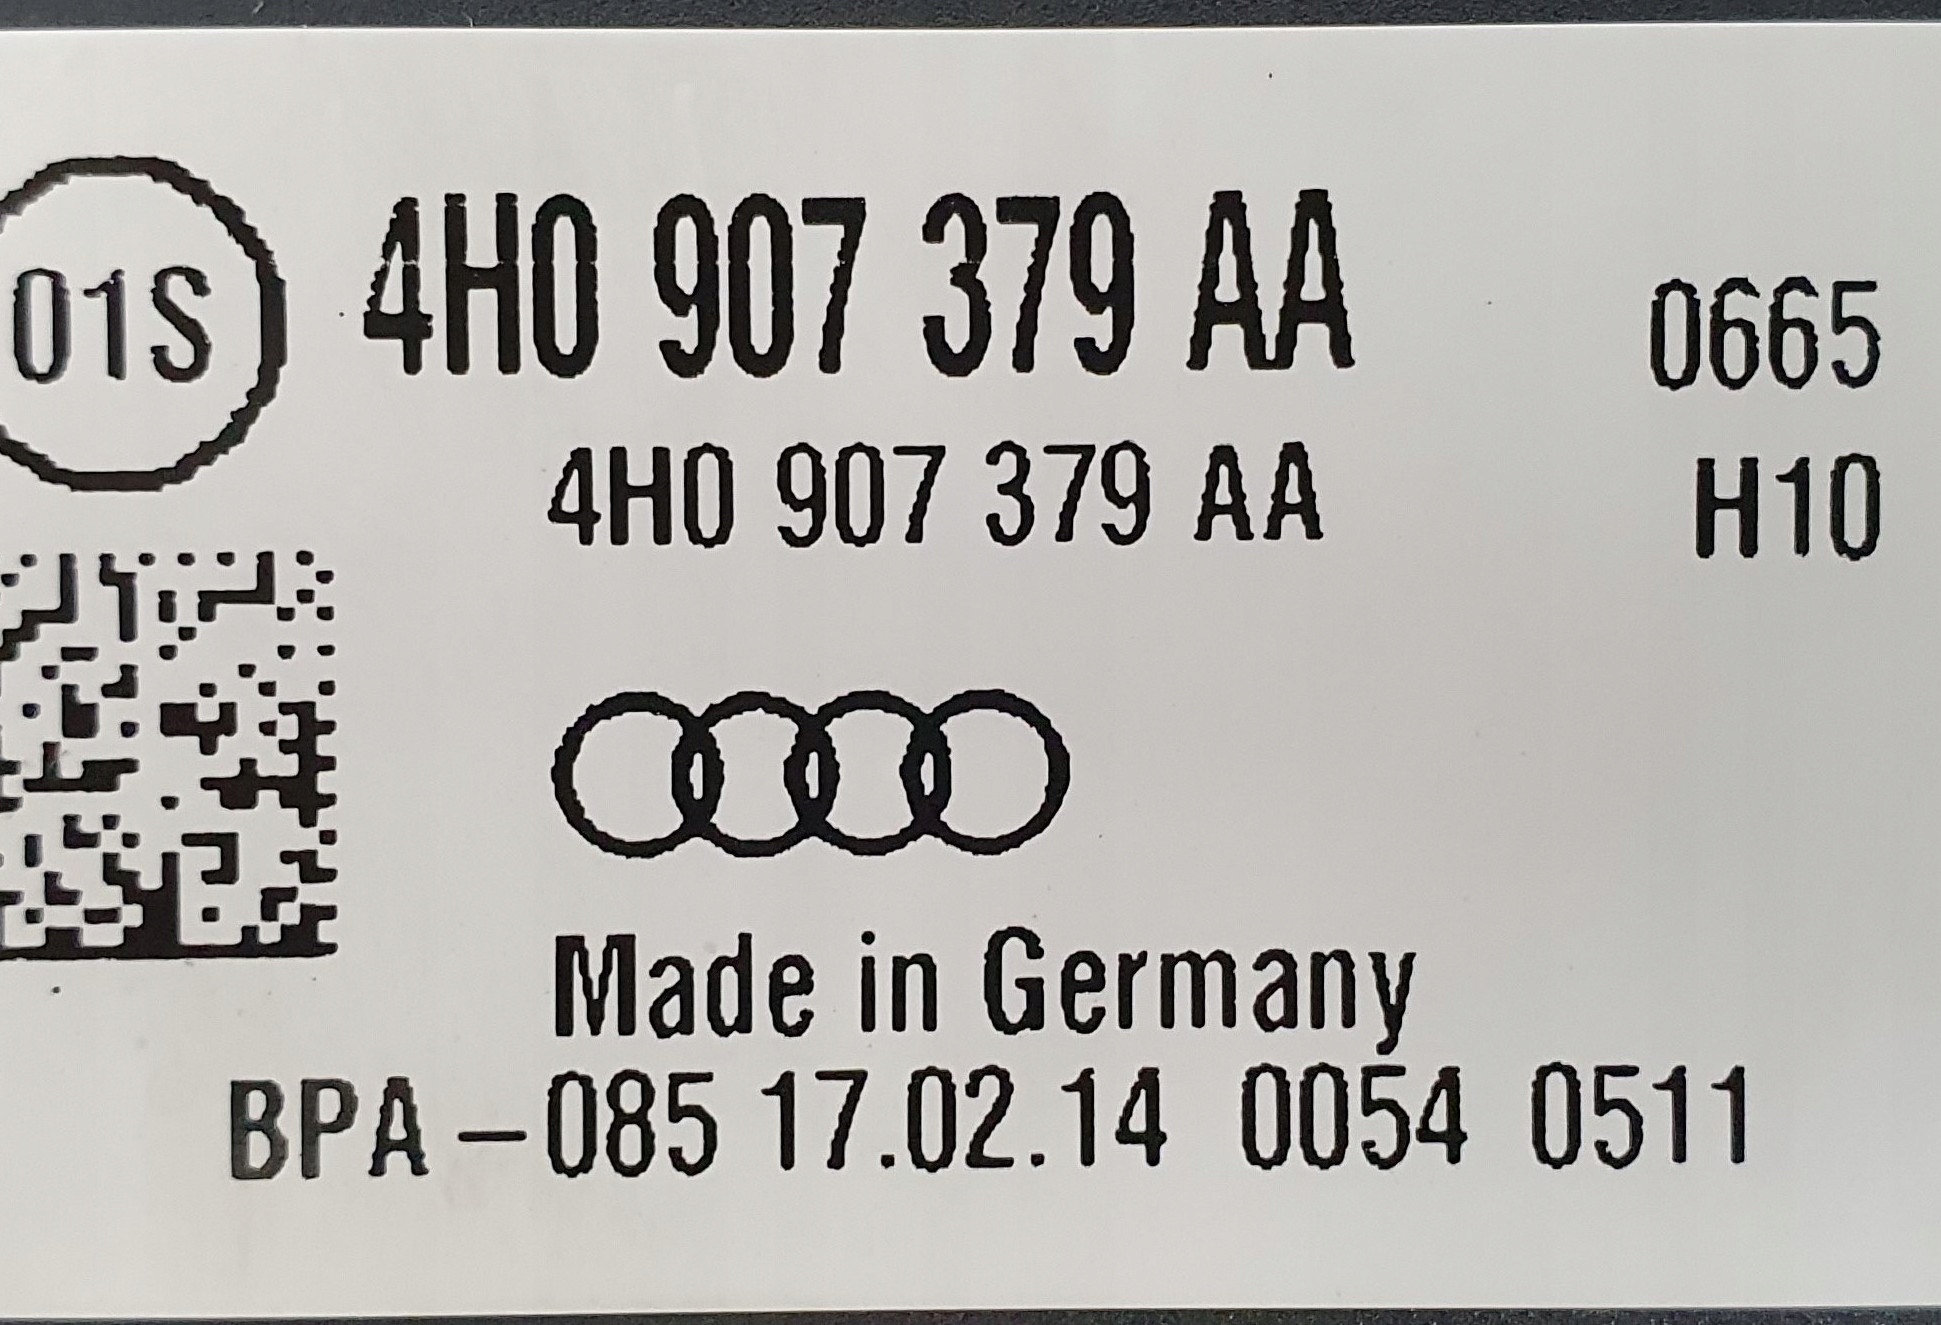 01S 4H0 907 379 AA 0665
4H0 907 379 AA H10
Made in Germany
BPA -085 17.02.14 0054 0511